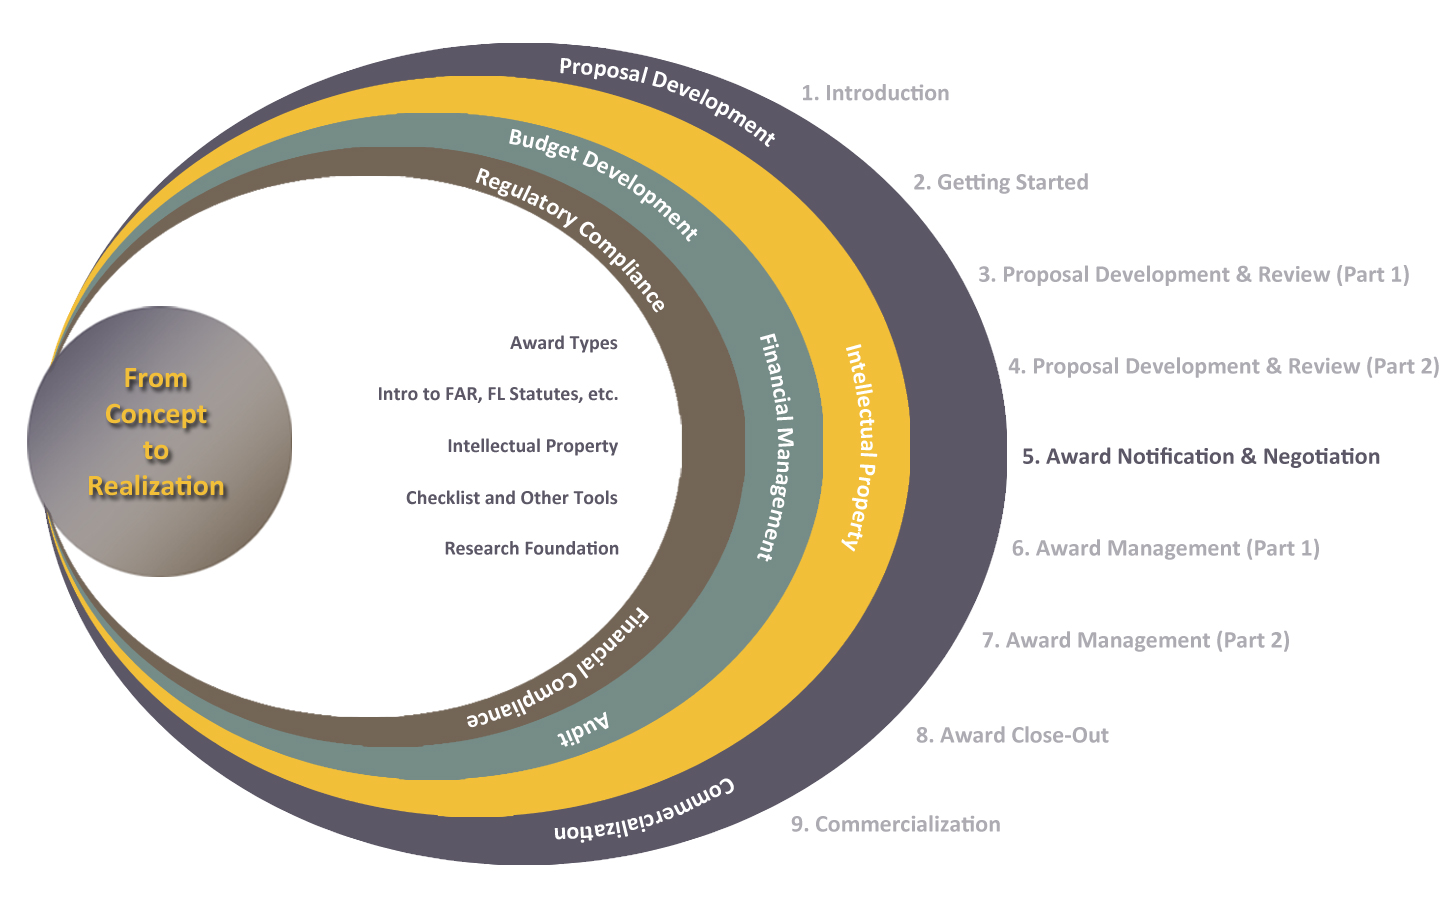 Proposal Development
Budget Development
Regulatory Compliance
Financial Management
Intellectual Property
Financial Compliance
Audit
Commercialization
From
Concept
to
Realization
Award Types
Intro to FAR, FL Statutes, etc.
Intellectual Property
Checklist and Other Tools
Research Foundation
1. Introduction
2. Getting Started
3. Proposal Development & Review (Part 1)
4. Proposal Development & Review (Part 2)
5. Award Notification & Negotiation
6. Award Management (Part 1)
7. Award Management (Part 2)
8. Award Close-Out
9. Commercialization